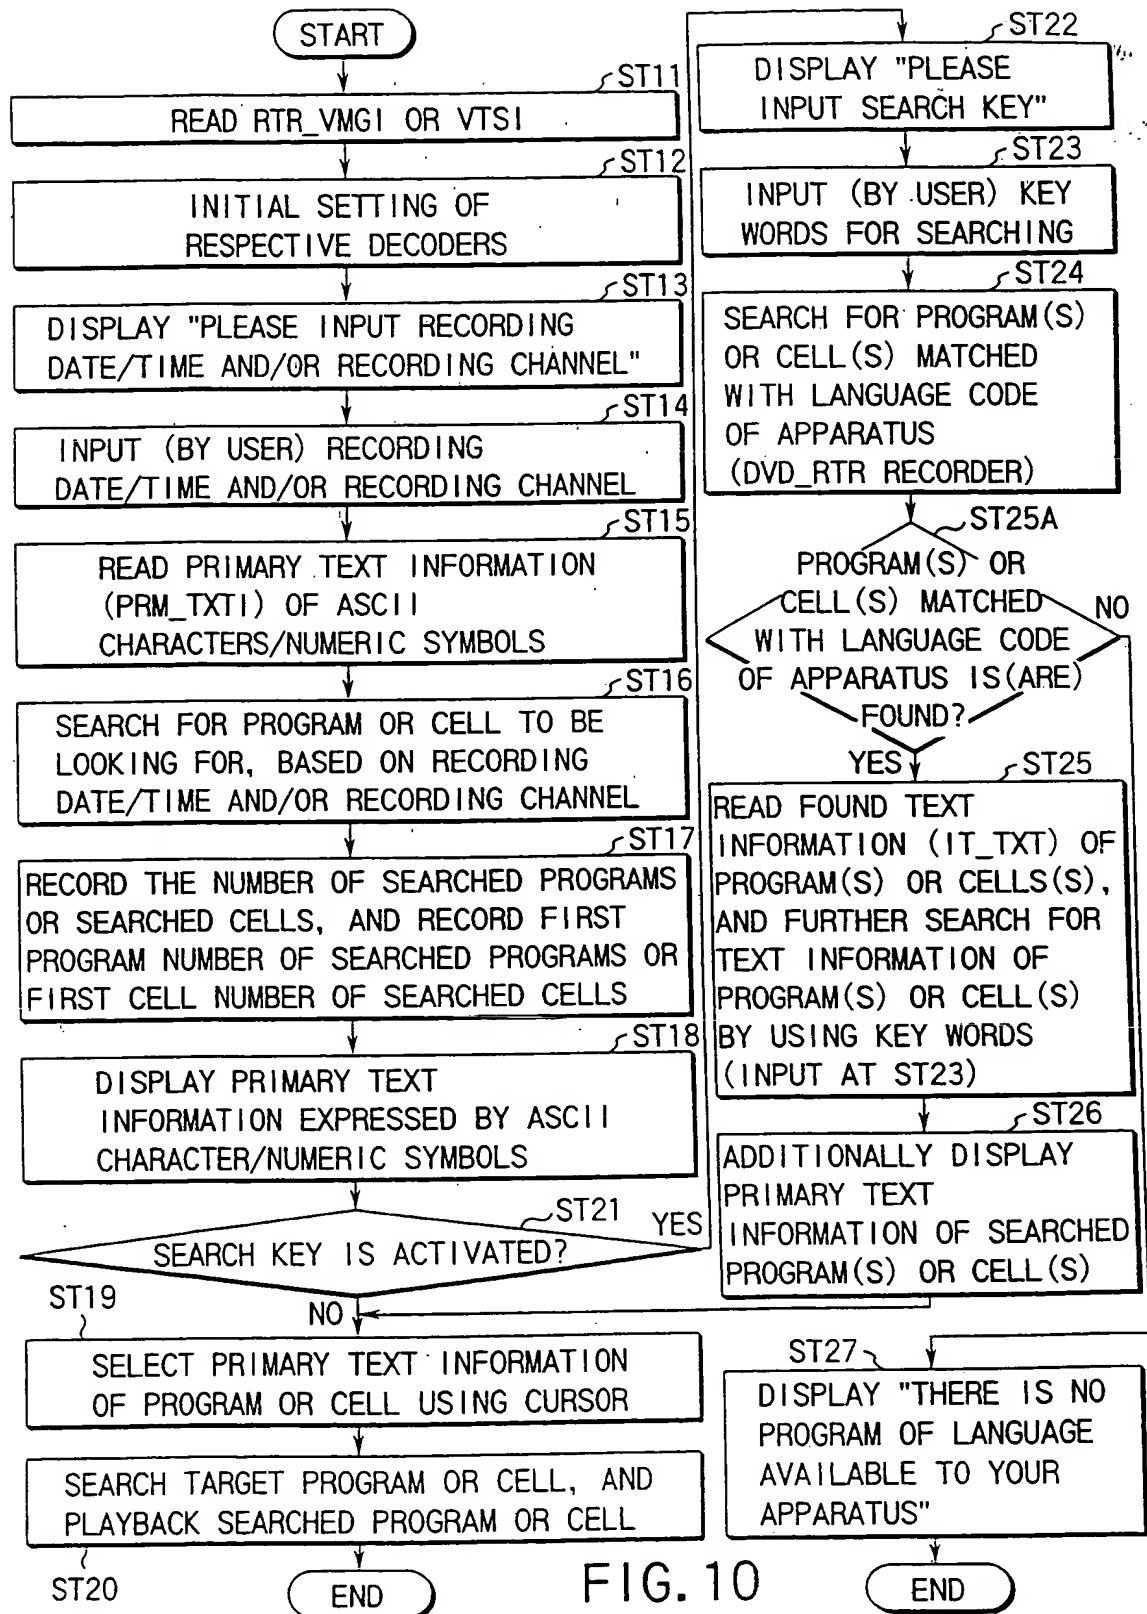 START
ST11
READ RTR_VMGI OR VTSI
ST12
INITIAL SETTING OF
RESPECTIVE DECODERS
ST13
DISPLAY "PLEASE INPUT RECORDING
DATE/TIME AND/OR RECORDING CHANNEL"
ST14
INPUT (BY USER) RECORDING
DATE/TIME AND/OR RECORDING CHANNEL
ST15
READ PRIMARY TEXT INFORMATION
(PRM_TXTI) OF ASCII
CHARACTERS/NUMERIC SYMBOLS
ST16
SEARCH FOR PROGRAM OR CELL TO BE
LOOKING FOR, BASED ON RECORDING
DATE/TIME AND/OR RECORDING CHANNEL
ST17
RECORD THE NUMBER OF SEARCHED PROGRAMS
OR SEARCHED CELLS, AND RECORD FIRST
PROGRAM NUMBER OF SEARCHED PROGRAMS OR
FIRST CELL NUMBER OF SEARCHED CELLS
ST18
DISPLAY PRIMARY TEXT
INFORMATION EXPRESSED BY ASCII
CHARACTER/NUMERIC SYMBOLS
ST21
SEARCH KEY IS ACTIVATED?
YES
NO
ST19
SELECT PRIMARY TEXT INFORMATION
OF PROGRAM OR CELL USING CURSOR
SEARCH TARGET PROGRAM OR CELL, AND
PLAYBACK SEARCHED PROGRAM OR CELL
ST20
END
ST22
DISPLAY "PLEASE
INPUT SEARCH KEY"
ST23
INPUT (BY USER) KEY
WORDS FOR SEARCHING
ST24
SEARCH FOR PROGRAM(S)
OR CELL(S) MATCHED
WITH LANGUAGE CODE
OF APPARATUS
(DVD_RTR RECORDER)
ST25A
PROGRAM(S) OR
CELL(S) MATCHED
WITH LANGUAGE CODE
OF APPARATUS IS(ARE)
FOUND?
NO
YES
ST25
READ FOUND TEXT
INFORMATION (IT_TXT) OF
PROGRAM(S) OR CELLS(S),
AND FURTHER SEARCH FOR
TEXT INFORMATION OF
PROGRAM(S) OR CELL(S)
BY USING KEY WORDS
(INPUT AT ST23)
ST26
ADDITIONALLY DISPLAY
PRIMARY TEXT
INFORMATION OF SEARCHED
PROGRAM(S) OR CELL(S)
ST27
DISPLAY "THERE IS NO
PROGRAM OF LANGUAGE
AVAILABLE TO YOUR
APPARATUS"
END
FIG. 10